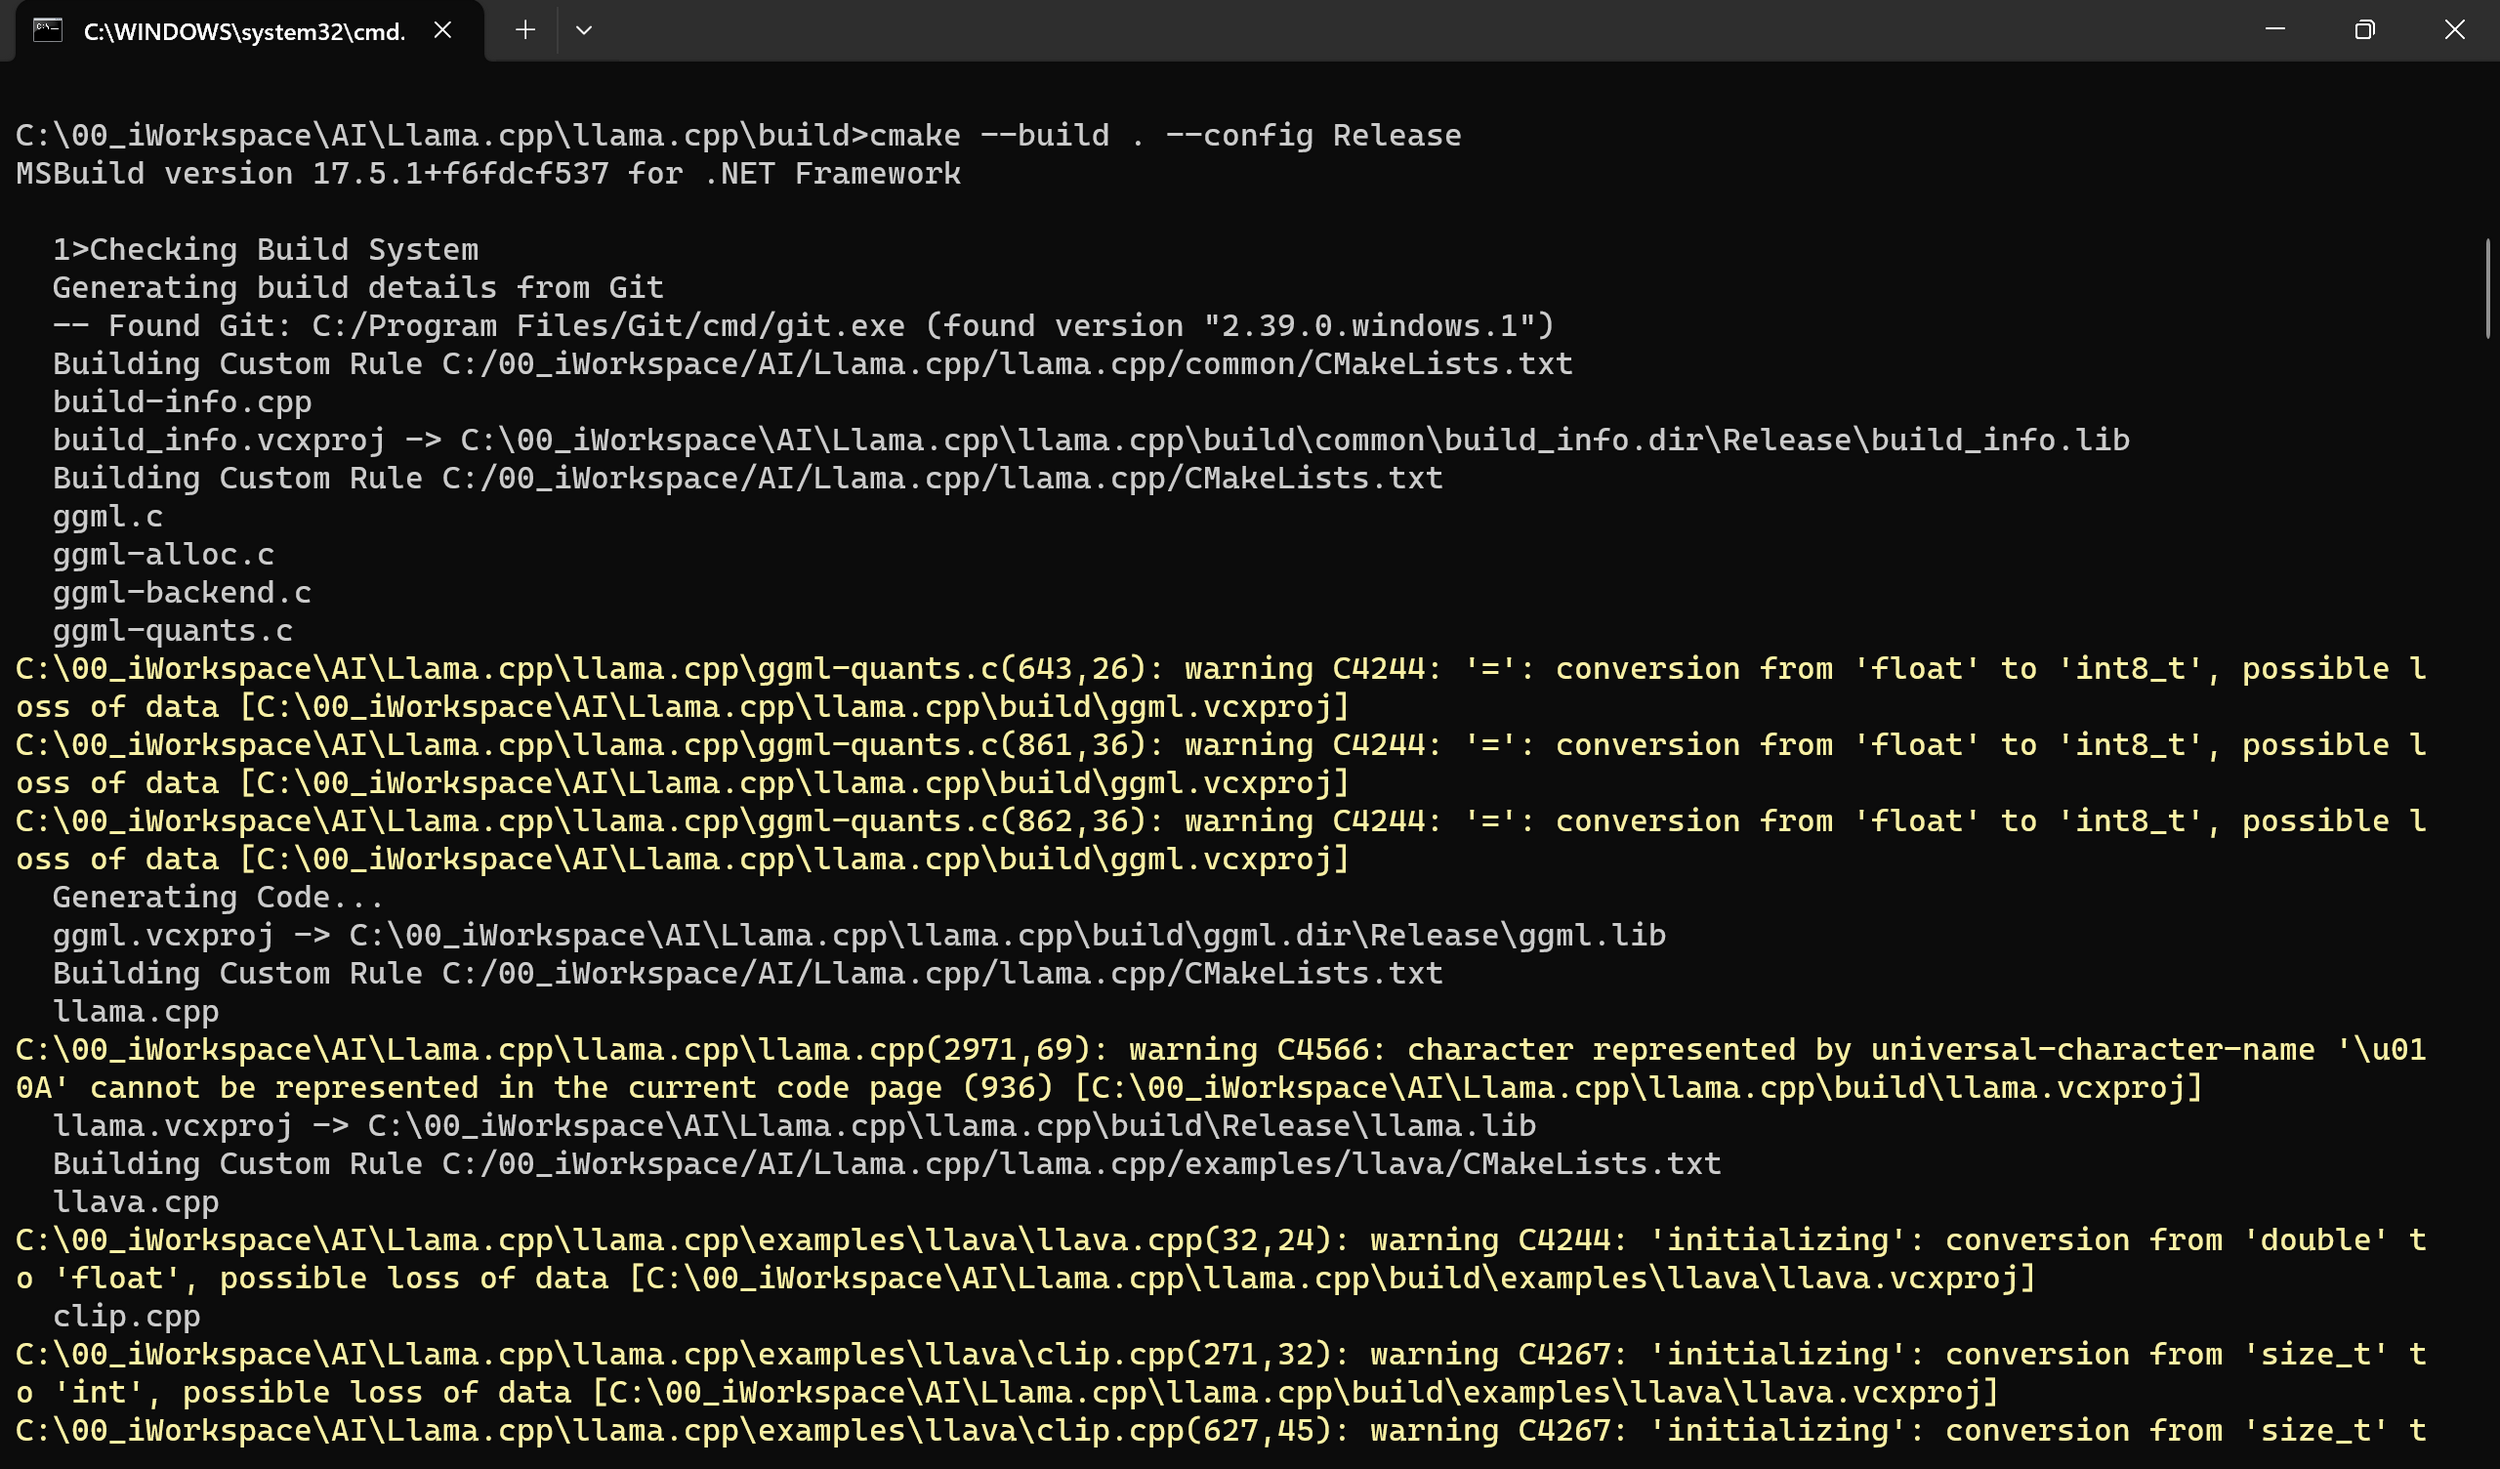 C:\WINDOWS\system32\cmd.
C:\00_iWorkspace\AI\Llama.cpp\llama.cpp\build>cmake --build . --config Release
MSBuild version 17.5.1+f6fdcf537 for .NET Framework
1>Checking Build System
Generating build details from Git
-- Found Git: C:/Program Files/Git/cmd/git.exe (found version "2.39.0.windows.1")
Building Custom Rule C:/00_iWorkspace/AI/Llama.cpp/llama.cpp/common/CMakeLists.txt
build-info.cpp
build_info.vcxproj -> C:\00_iWorkspace\AI\Llama.cpp\llama.cpp\build\common\build_info.dir\Release\build_info.lib
Building Custom Rule C:/00_iWorkspace/AI/Llama.cpp/llama.cpp/CMakeLists.txt
ggml.c
ggml-alloc.c
ggml-backend.c
ggml-quants.c
C:\00_iWorkspace\AI\Llama.cpp\llama.cpp\ggml-quants.c(643,26): warning C4244: '=': conversion from 'float' to 'int8_t', possible l
oss of data [C:\00_iWorkspace\AI\Llama.cpp\llama.cpp\build\ggml.vcxproj]
C:\00_iWorkspace\AI\Llama.cpp\llama.cpp\ggml-quants.c(861,36): warning C4244: '=': conversion from 'float' to 'int8_t', possible l
oss of data [C:\00_iWorkspace\AI\Llama.cpp\llama.cpp\build\ggml.vcxproj]
C:\00_iWorkspace\AI\Llama.cpp\llama.cpp\ggml-quants.c(862,36): warning C4244: '=': conversion from 'float' to 'int8_t', possible l
oss of data [C:\00_iWorkspace\AI\Llama.cpp\llama.cpp\build\ggml.vcxproj]
Generating Code...
ggml.vcxproj -> C:\00_iWorkspace\AI\Llama.cpp\llama.cpp\build\ggml.dir\Release\ggml.lib
Building Custom Rule C:/00_iWorkspace/AI/Llama.cpp/llama.cpp/CMakeLists.txt
llama.cpp
C:\00_iWorkspace\AI\Llama.cpp\llama.cpp\llama.cpp(2971,69): warning C4566: character represented by universal-character-name '\u01
0A' cannot be represented in the current code page (936) [C:\00_iWorkspace\AI\Llama.cpp\llama.cpp\build\llama.vcxproj]
llama.vcxproj -> C:\00_iWorkspace\AI\Llama.cpp\llama.cpp\build\Release\llama.lib
Building Custom Rule C:/00_iWorkspace/AI/Llama.cpp/llama.cpp/examples/llava/CMakeLists.txt
llava.cpp
C:\00_iWorkspace\AI\Llama.cpp\llama.cpp\examples\llava\llava.cpp(32,24): warning C4244: 'initializing': conversion from 'double' t
o 'float', possible loss of data [C:\00_iWorkspace\AI\Llama.cpp\llama.cpp\build\examples\llava\llava.vcxproj]
clip.cpp
C:\00_iWorkspace\AI\Llama.cpp\llama.cpp\examples\llava\clip.cpp(271,32): warning C4267: 'initializing': conversion from 'size_t' t
o 'int', possible loss of data [C:\00_iWorkspace\AI\Llama.cpp\llama.cpp\build\examples\llava\llava.vcxproj]
C:\00_iWorkspace\AI\Llama.cpp\llama.cpp\examples\llava\clip.cpp(627,45): warning C4267: 'initializing': conversion from 'size_t' t